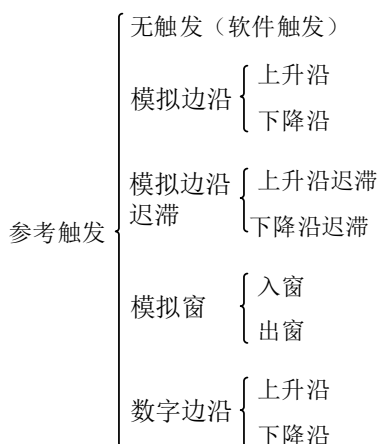 无触发（软件触发）
模拟边沿
上升沿
下降沿
模拟边沿
迟滞
上升沿迟滞
下降沿迟滞
参考触发
模拟窗
入窗
出窗
数字边沿
上升沿
下降沿